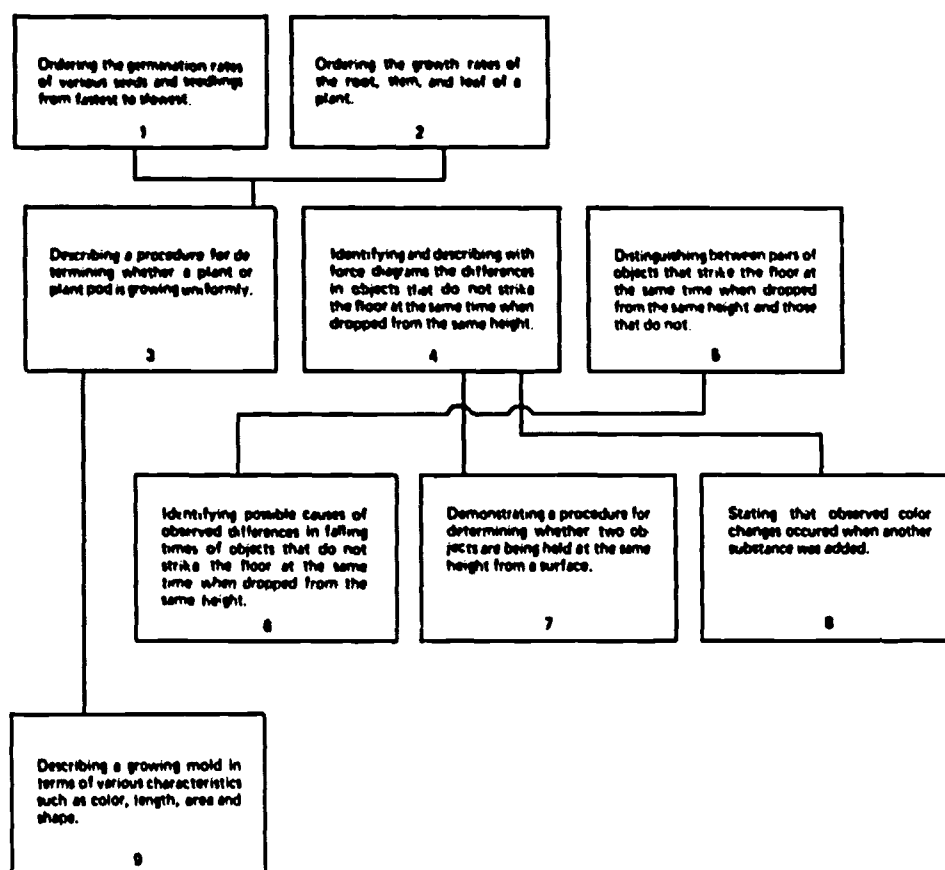 Ordering the germination rates
of various seeds and seedlings
from fastest to slowest.
1
Ordering the growth rates of
the root, stem, and leaf of a
plant.
2
Describing a procedure for de
termining whether a plant or
plant pod is growing uniformly.
3
Identifying and describing with
force diagrams the differences
in objects that do not strike
the floor at the same time when
dropped from the same height.
4
Distinguishing between pairs of
objects that strike the floor at
the same time when dropped
from the same height and those
that do not.
5
Identifying possible causes of
observed differences in falling
times of objects that do not
strike the floor at the same
time when dropped from the
same height.
6
Demonstrating a procedure for
determining whether two ob-
jects are being held at the same
height from a surface.
7
Stating that observed color
changes occured when another
substance was added.
8
Describing a growing mold in
terms of various characteristics
such as color, length, area and
shape.
9